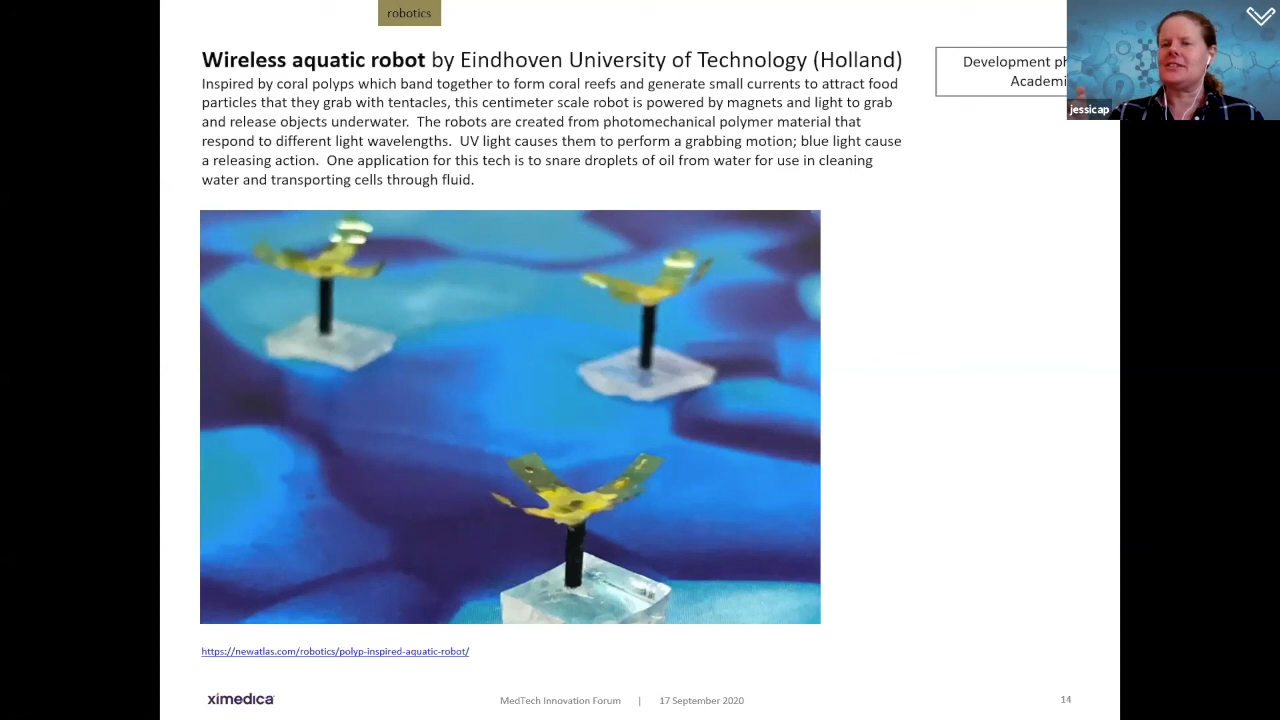 robotics
Wireless aquatic robot by Eindhoven University of Technology (Holland)
Inspired by coral polyps which band together to form coral reefs and generate small currents to attract food
particles that they grab with tentacles, this centimeter scale robot is powered by magnets and light to grab
and release objects underwater. The robots are created from photomechanical polymer material that
respond to different light wavelengths. UV light causes them to perform a grabbing motion; blue light cause
a releasing action. One application for this tech is to snare droplets of oil from water for use in cleaning
water and transporting cells through fluid.
Development ph
Academi
jessicap
https://newatlas.com/robotics/polyp-inspired-aquatic-robot/
ximedica
MedTech Innovation Forum | 17 September 2020
14